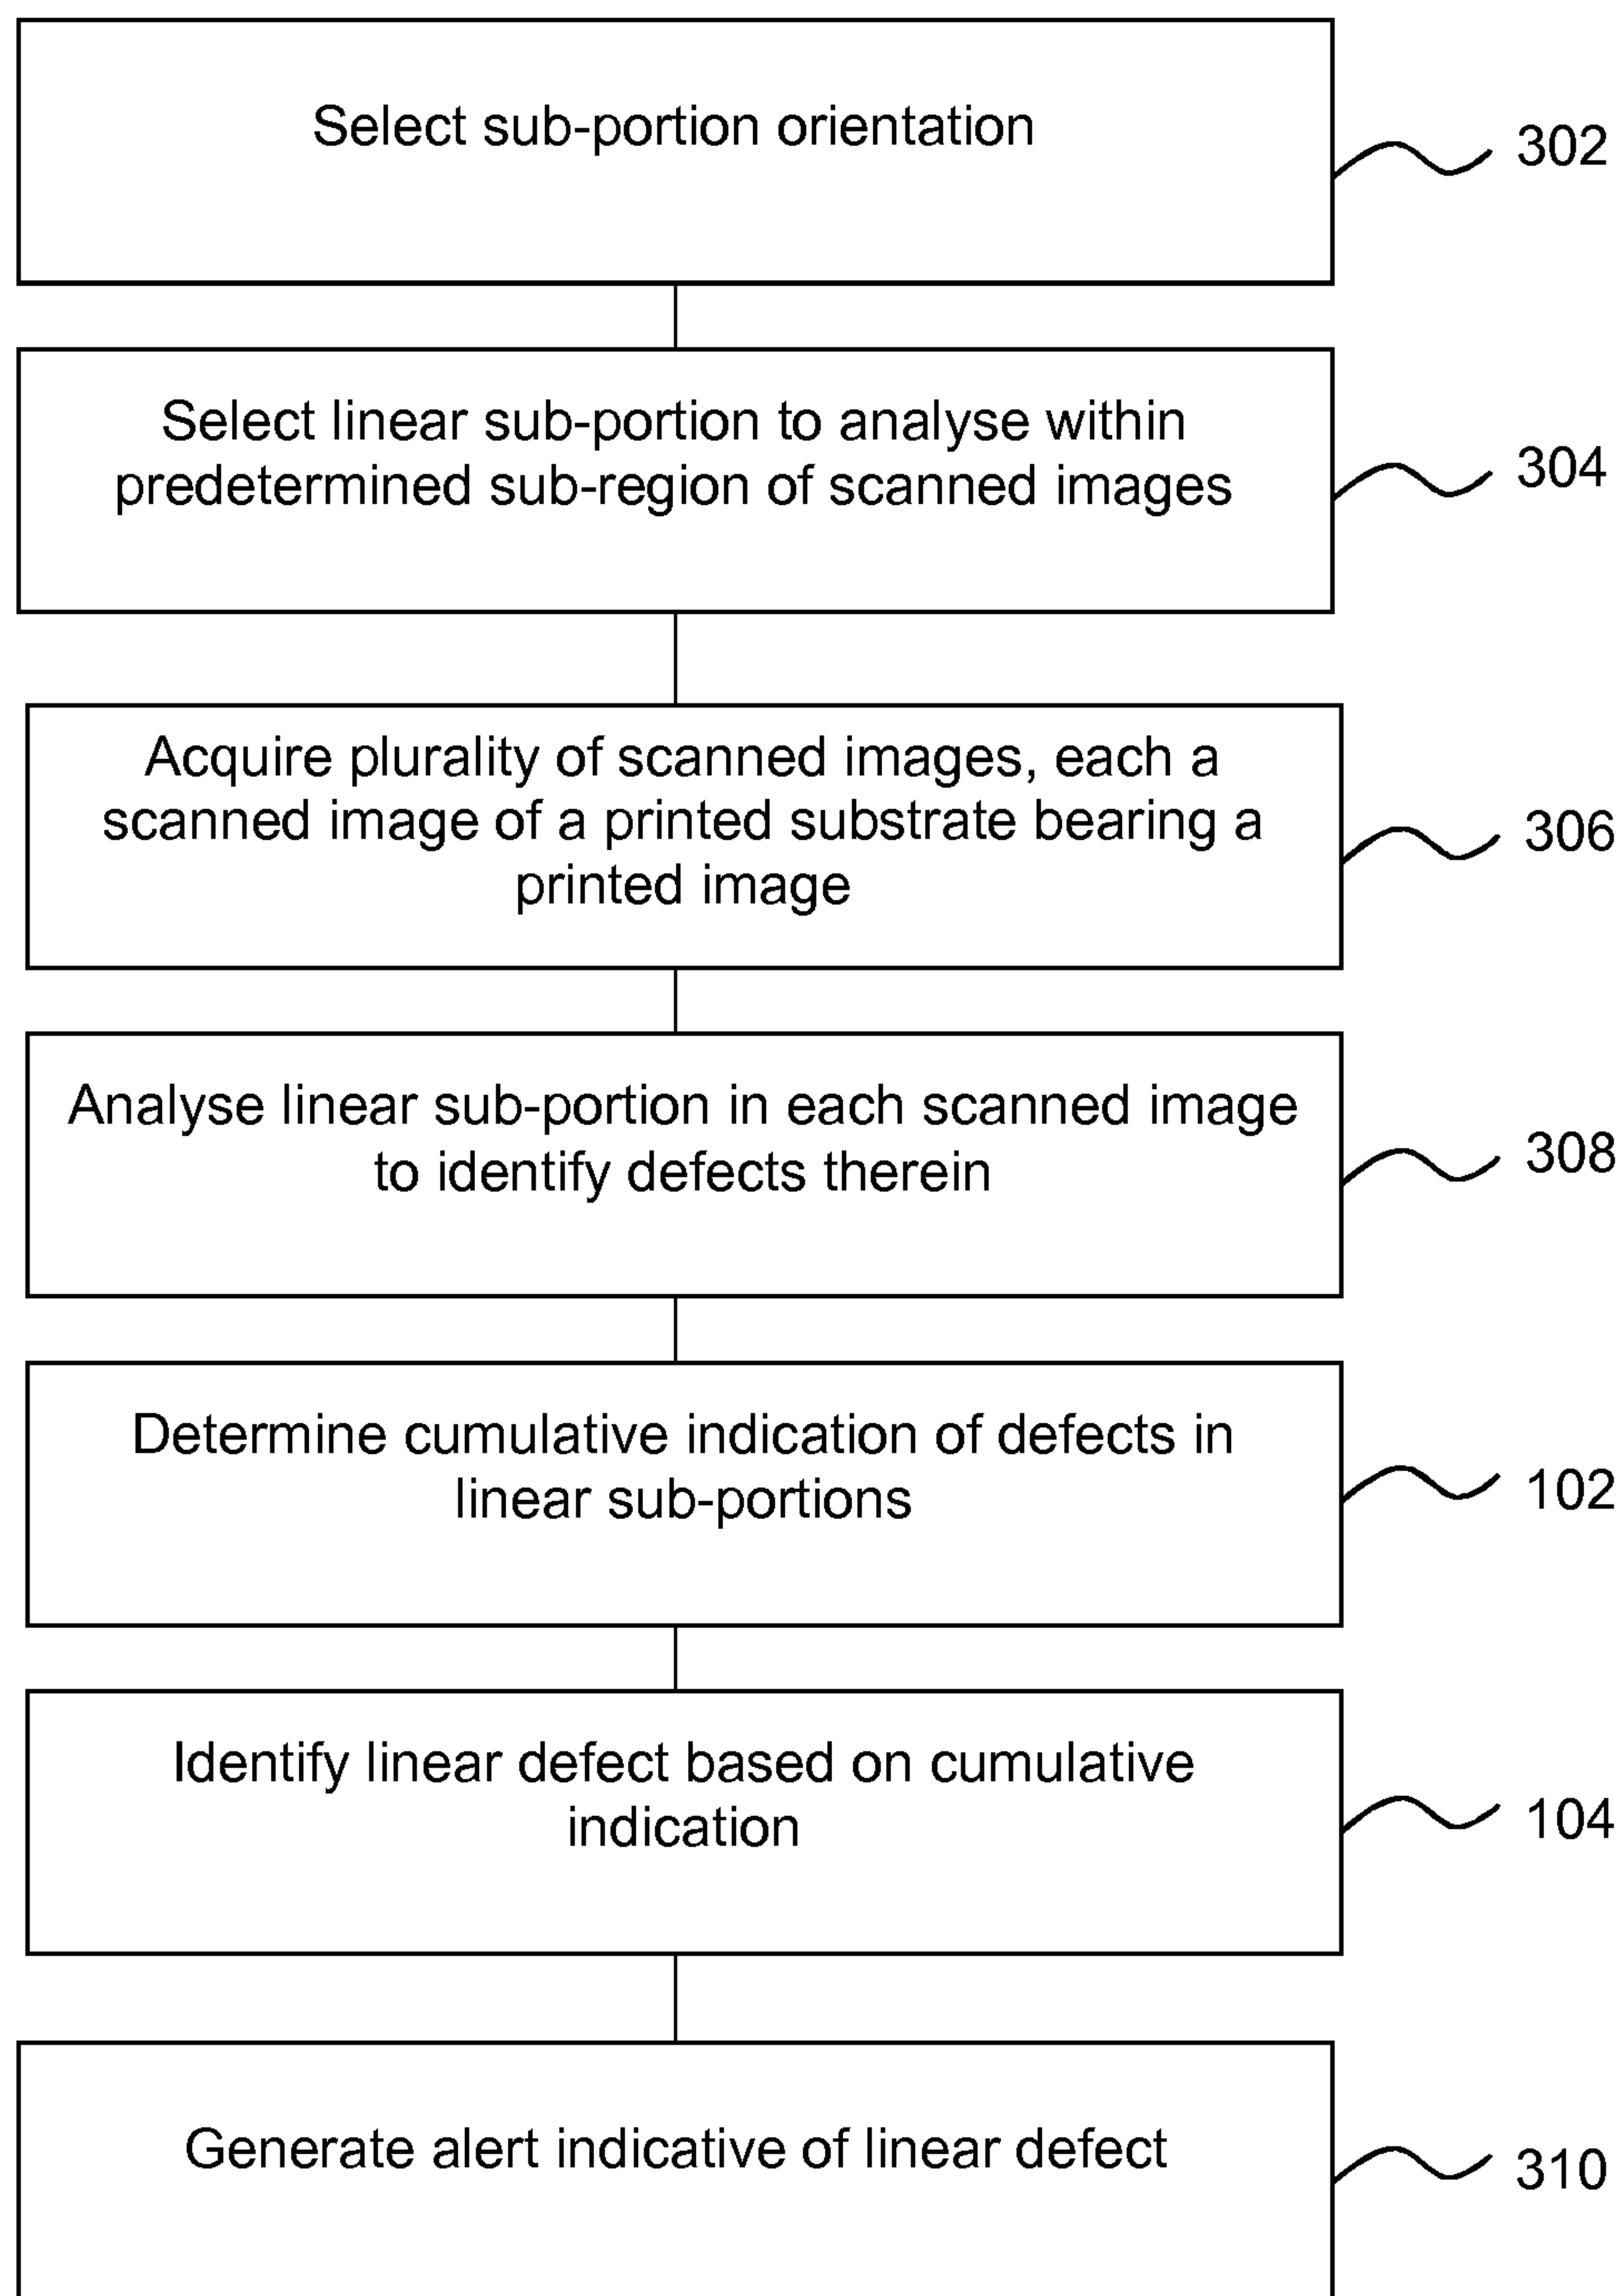 Select sub-portion orientation
302
Select linear sub-portion to analyse within
predetermined sub-region of scanned images
304
Acquire plurality of scanned images, each a
scanned image of a printed substrate bearing a
printed image
306
Analyse linear sub-portion in each scanned image
to identify defects therein
308
Determine cumulative indication of defects in
linear sub-portions
102
Identify linear defect based on cumulative
indication
104
Generate alert indicative of linear defect
310